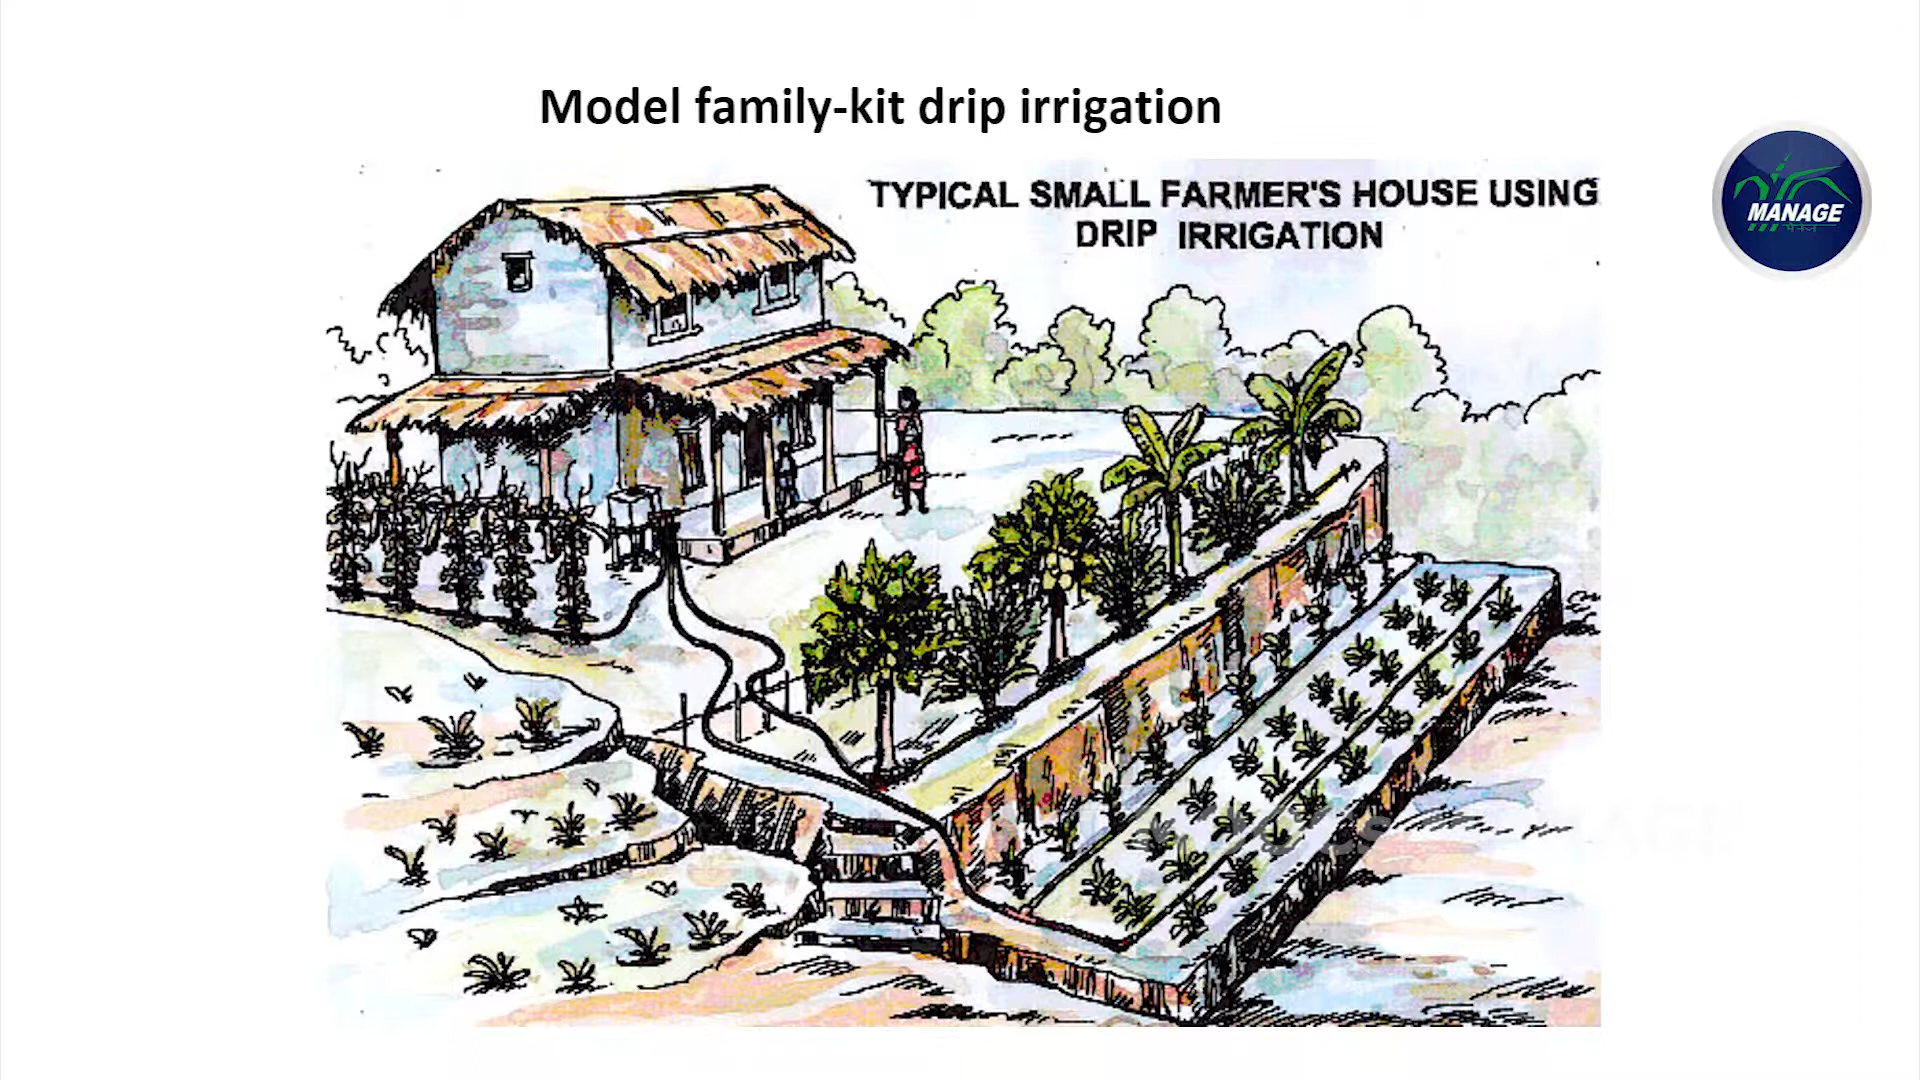 Model family-kit drip irrigation
TYPICAL SMALL FARMER'S HOUSE USING
DRIP IRRIGATION
MANAGE